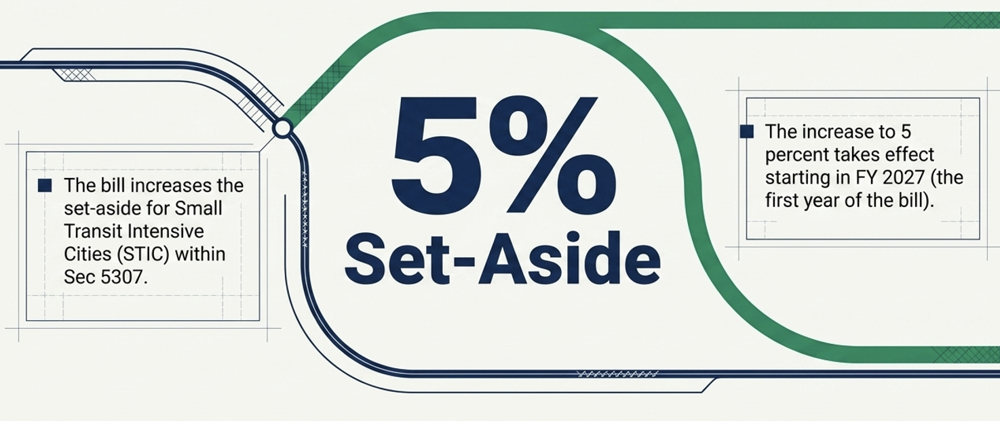 The bill increases the
set-aside for Small
Transit Intensive
Cities (STIC) within
Sec 5307.
5%
Set-Aside
The increase to 5
percent takes effect
starting in FY 2027 (the
first year of the bill).